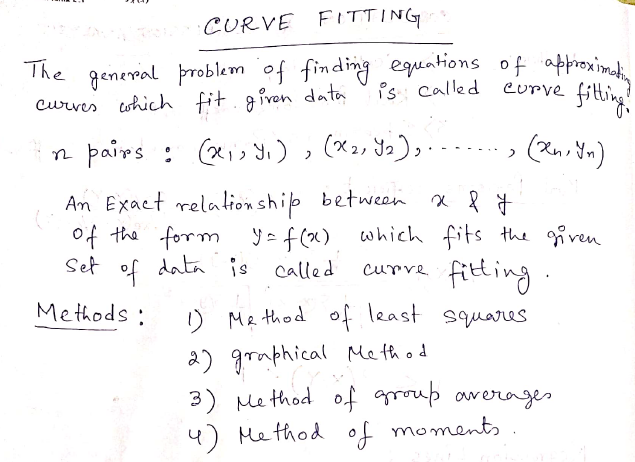 CURVE FITTING
The general problem of finding equations of approximating
curves which fit given data is called curve fitting.
n pairs : (x₁, y₁), (x₂, y₂), ......., (xₙ, yₙ)
An Exact relationship between x & y
of the form y = f(x) which fits the given
set of data is called curve fitting.
Methods : 1) Method of least squares
2) graphical Method
3) Method of group averages
4) Method of moments.